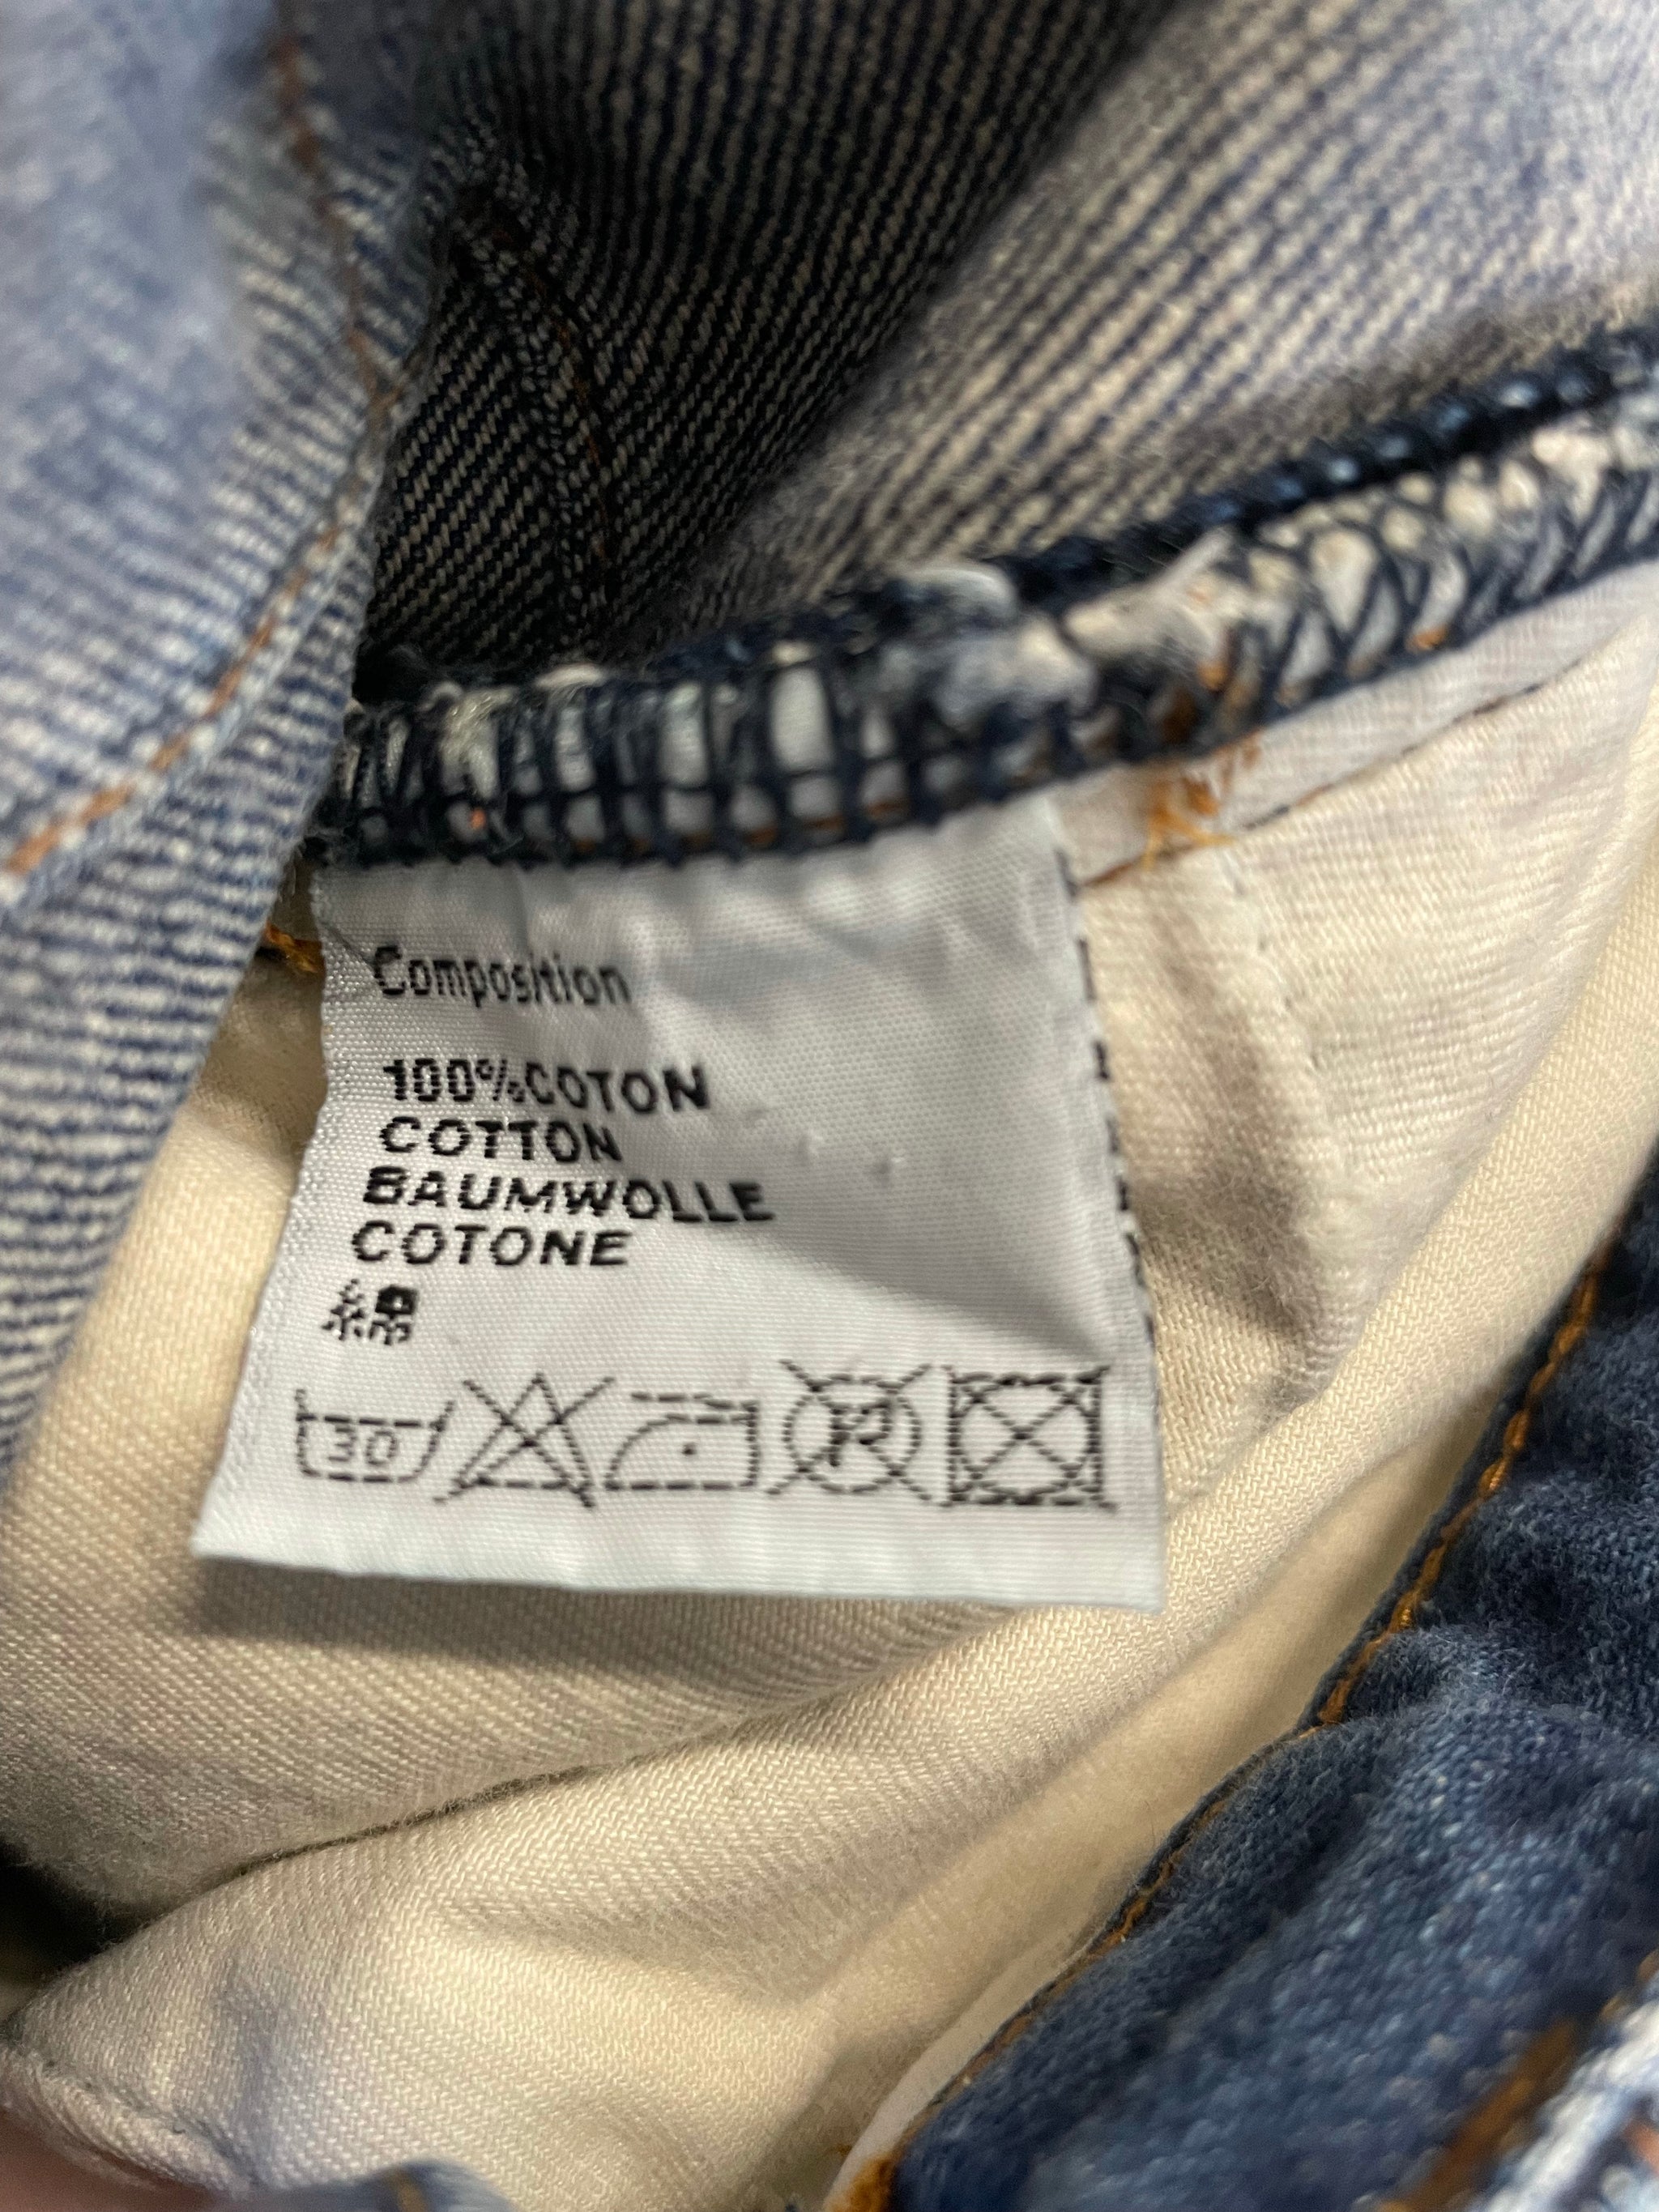 Composition
100%COTON
COTTON
BAUMWOLLE
COTONE
綿
30